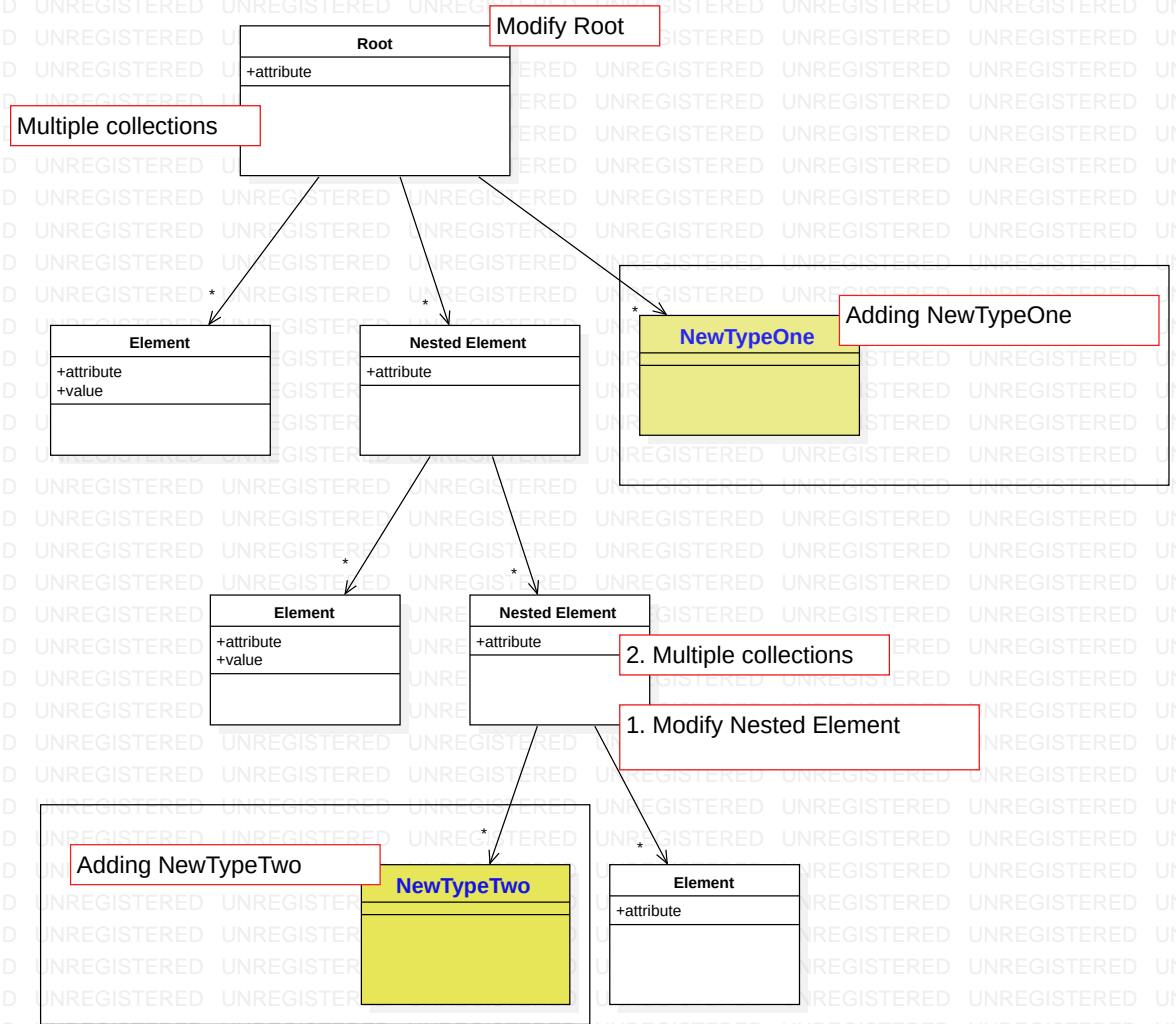 Modify Root
Root
+attribute
Multiple collections
*
*
*
Element
+attribute
+value
Nested Element
+attribute
NewTypeOne
Adding NewTypeOne
*
*
Element
+attribute
+value
Nested Element
+attribute
2. Multiple collections
1. Modify Nested Element
*
*
Adding NewTypeTwo
NewTypeTwo
Element
+attribute
UNREGISTERED